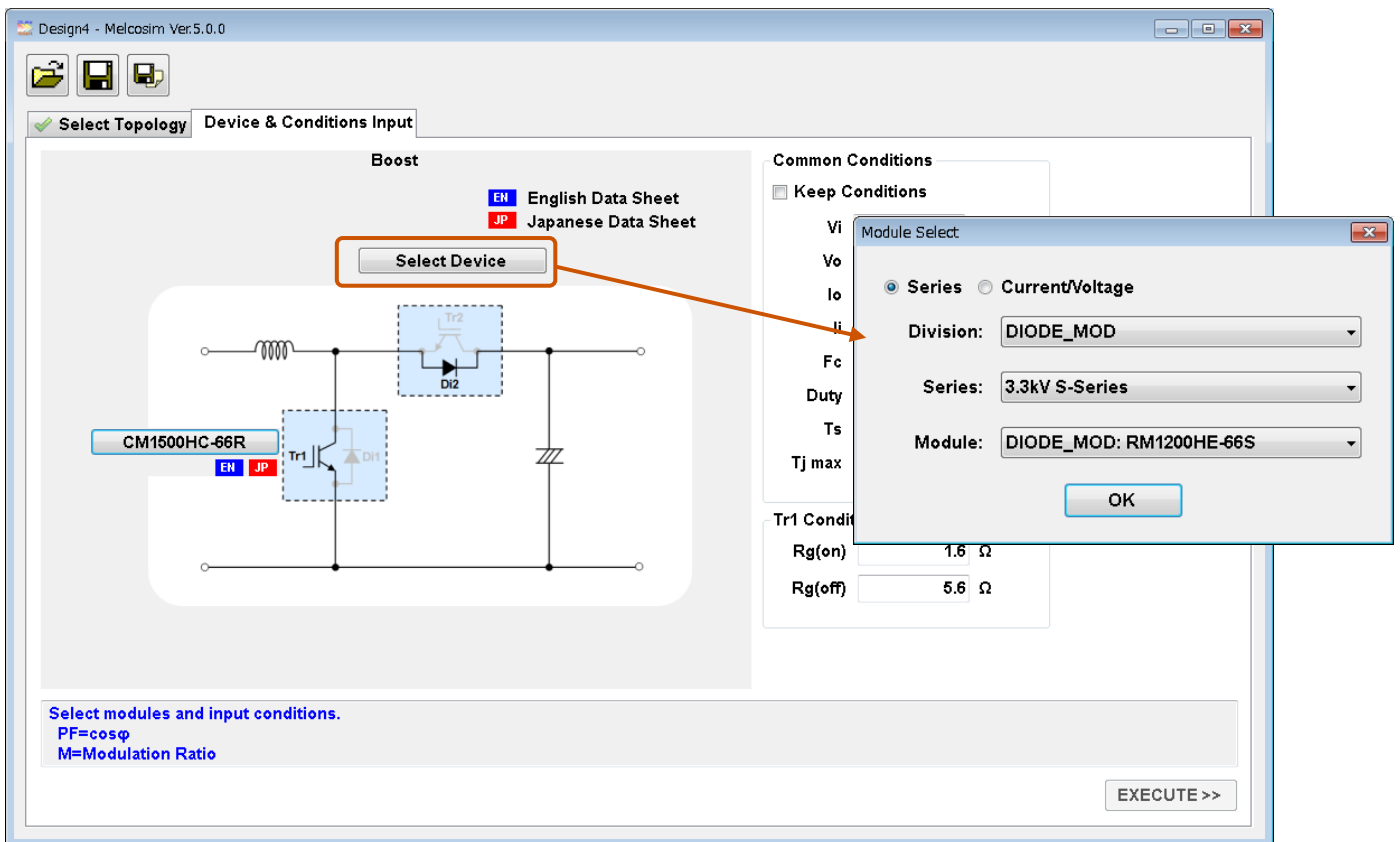 Design4 - Melcosim Ver.5.0.0
Select Topology
Device & Conditions Input
Boost
EN English Data Sheet
JP Japanese Data Sheet
Select Device
Tr2
Di2
CM1500HC-66R
EN JP
Tr1
Di1
Common Conditions
Keep Conditions
Vi
Vo
Io
Ii
Fc
Duty
Ts
Tj max
Tr1 Condit
Rg(on) 1.6 Ω
Rg(off) 5.6 Ω
Module Select
Series Current/Voltage
Division: DIODE_MOD
Series: 3.3kV S-Series
Module: DIODE_MOD: RM1200HE-66S
OK
Select modules and input conditions.
PF=cosφ
M=Modulation Ratio
EXECUTE >>